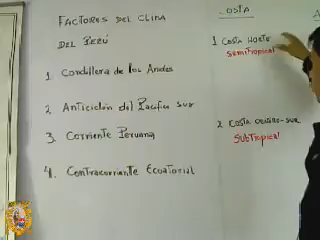 FACTORES DEL CLIMA
DEL PERÚ
1. Cordillera de los Andes
2. Anticiclón del Pacífico sur
3. Corriente Peruana
4. Contracorriente Ecuatorial
COSTA
1 COSTA NORTE
Semitropical
2 COSTA CENTRO-SUR
SubTropical
A